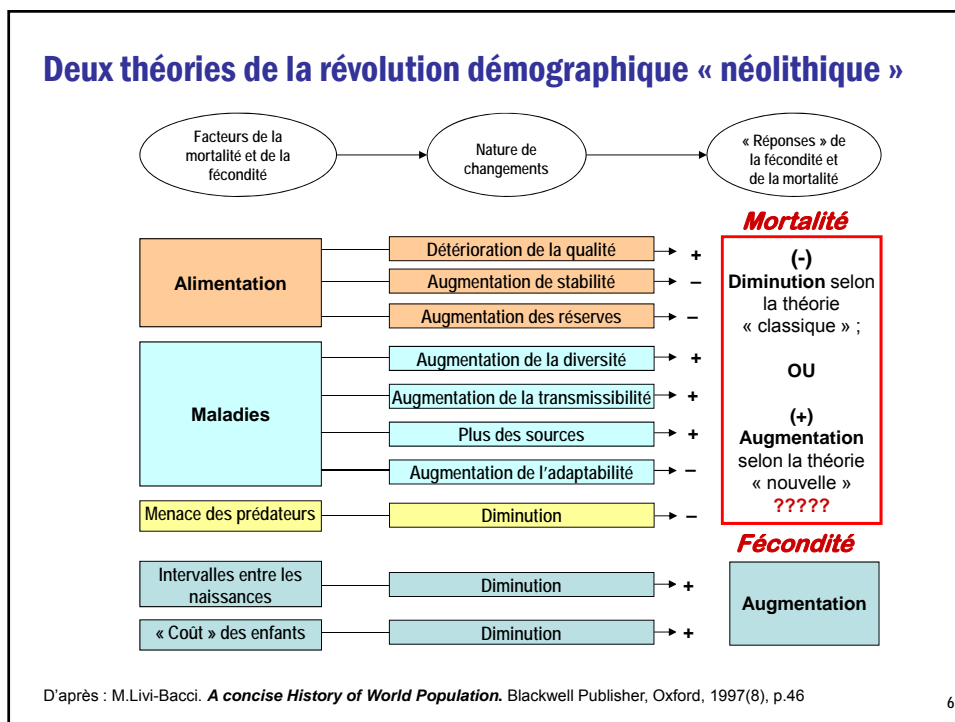 Deux théories de la révolution démographique « néolithique »
Facteurs de la
mortalité et de la
fécondité
Nature de
changements
« Réponses » de
la fécondité et
de la mortalité
Mortalité
Alimentation
Détérioration de la qualité
+
Augmentation de stabilité
–
Augmentation des réserves
–
Maladies
Augmentation de la diversité
+
Augmentation de la transmissibilité
+
Plus des sources
+
Augmentation de l'adaptabilité
–
Menace des prédateurs
Diminution
–
(-)
Diminution selon
la théorie
« classique » ;
OU
(+)
Augmentation
selon la théorie
« nouvelle »
?????
Fécondité
Intervalles entre les
naissances
Diminution
+
« Coût » des enfants
Diminution
+
Augmentation
D'après : M.Livi-Bacci. A concise History of World Population. Blackwell Publisher, Oxford, 1997(8), p.46
6